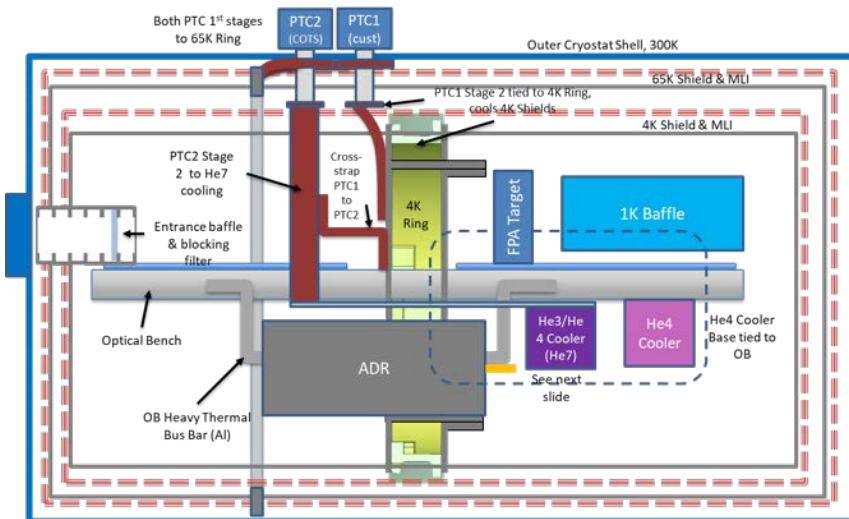 Both PTC 1st stages
to 65K Ring
PTC2
(COTS)
PTC1
(cust)
Outer Cryostat Shell, 300K
65K Shield & MLI
PTC1 Stage 2 tied to 4K Ring,
cools 4K Shields
4K Shield & MLI
PTC2 Stage
2 to He7
cooling
Cross-
strap
PTC1
to
PTC2
4K
Ring
FPA Target
1K Baffle
Entrance baffle
& blocking
filter
Optical Bench
He3/He
4 Cooler
(He7)
He4
Cooler
He4 Cooler
Base tied to
OB
ADR
See next
slide
OB Heavy Thermal
Bus Bar (Al)